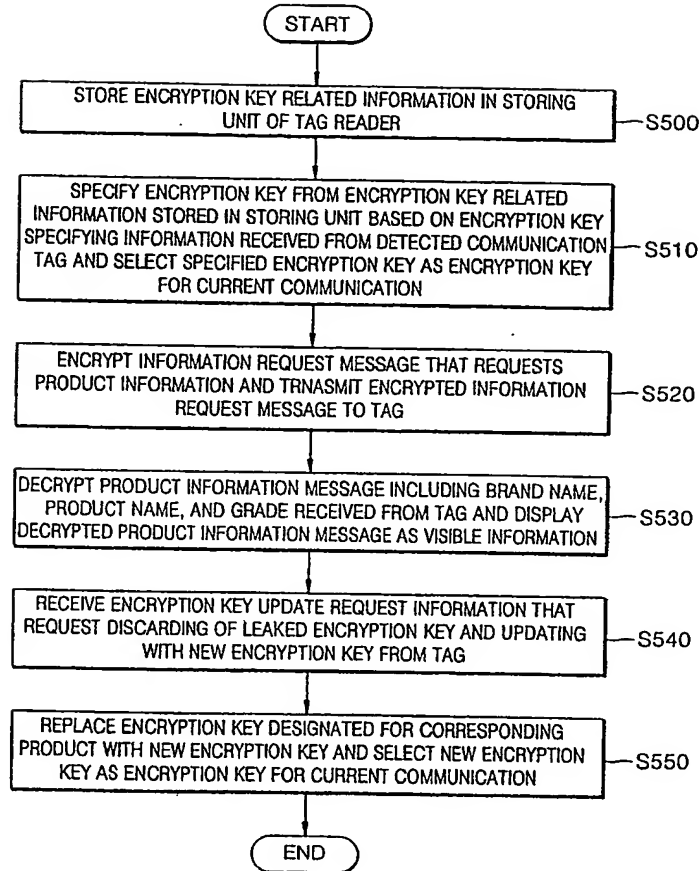 START
STORE ENCRYPTION KEY RELATED INFORMATION IN STORING
UNIT OF TAG READER
S500
SPECIFY ENCRYPTION KEY FROM ENCRYPTION KEY RELATED
INFORMATION STORED IN STORING UNIT BASED ON ENCRYPTION KEY
SPECIFYING INFORMATION RECEIVED FROM DETECTED COMMUNICATION
TAG AND SELECT SPECIFIED ENCRYPTION KEY AS ENCRYPTION KEY
FOR CURRENT COMMUNICATION
S510
ENCRYPT INFORMATION REQUEST MESSAGE THAT REQUESTS
PRODUCT INFORMATION AND TRNASMIT ENCRYPTED INFORMATION
REQUEST MESSAGE TO TAG
S520
DECRYPT PRODUCT INFORMATION MESSAGE INCLUDING BRAND NAME,
PRODUCT NAME, AND GRADE RECEIVED FROM TAG AND DISPLAY
DECRYPTED PRODUCT INFORMATION MESSAGE AS VISIBLE INFORMATION
S530
RECEIVE ENCRYPTION KEY UPDATE REQUEST INFORMATION THAT
REQUEST DISCARDING OF LEAKED ENCRYPTION KEY AND UPDATING
WITH NEW ENCRYPTION KEY FROM TAG
S540
REPLACE ENCRYPTION KEY DESIGNATED FOR CORRESPONDING
PRODUCT WITH NEW ENCRYPTION KEY AND SELECT NEW ENCRYPTION
KEY AS ENCRYPTION KEY FOR CURRENT COMMUNICATION
S550
END